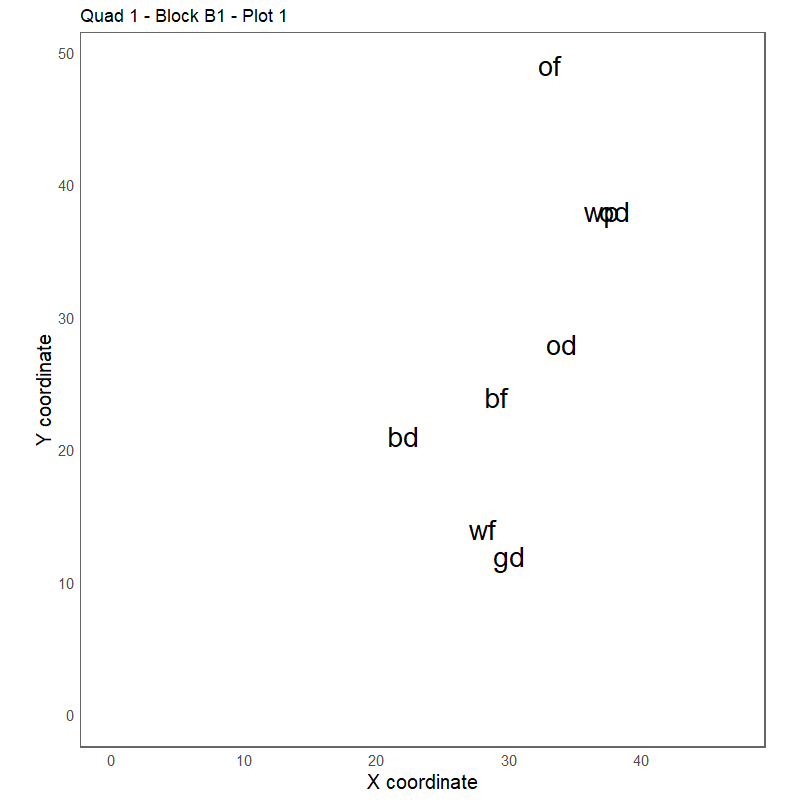 Quad 1 - Block B1 - Plot 1
50
of
40
30
od
bf
bd
20
wf
gd
10
0
Y coordinate
0 10 20 30 40
X coordinate